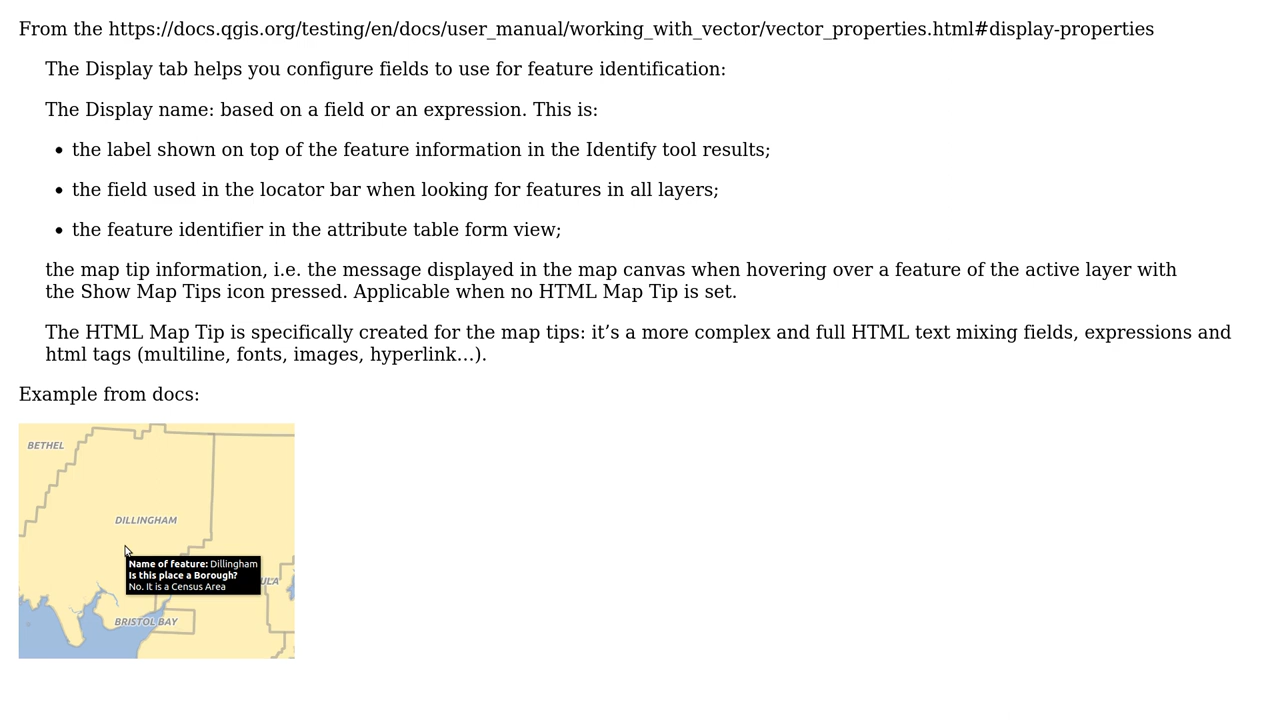 From the https://docs.qgis.org/testing/en/docs/user_manual/working_with_vector/vector_properties.html#display-properties
The Display tab helps you configure fields to use for feature identification:
The Display name: based on a field or an expression. This is:
• the label shown on top of the feature information in the Identify tool results;
• the field used in the locator bar when looking for features in all layers;
• the feature identifier in the attribute table form view;
the map tip information, i.e. the message displayed in the map canvas when hovering over a feature of the active layer with
the Show Map Tips icon pressed. Applicable when no HTML Map Tip is set.
The HTML Map Tip is specifically created for the map tips: it’s a more complex and full HTML text mixing fields, expressions and
html tags (multiline, fonts, images, hyperlink…).
Example from docs:
BETHEL
DILLINGHAM
Name of feature: Dillingham
Is this place a Borough?
No. It is a Census Area
ULA
BRISTOL BAY